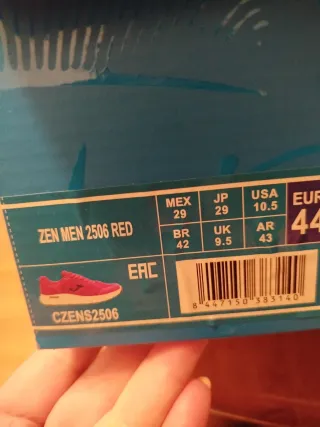 ZEN MEN 2506 RED
MEX 29
JP 29
USA 10.5
EUR 44
BR 42
UK 9.5
AR 43
EAC
CZENS2506
8 447150 383140